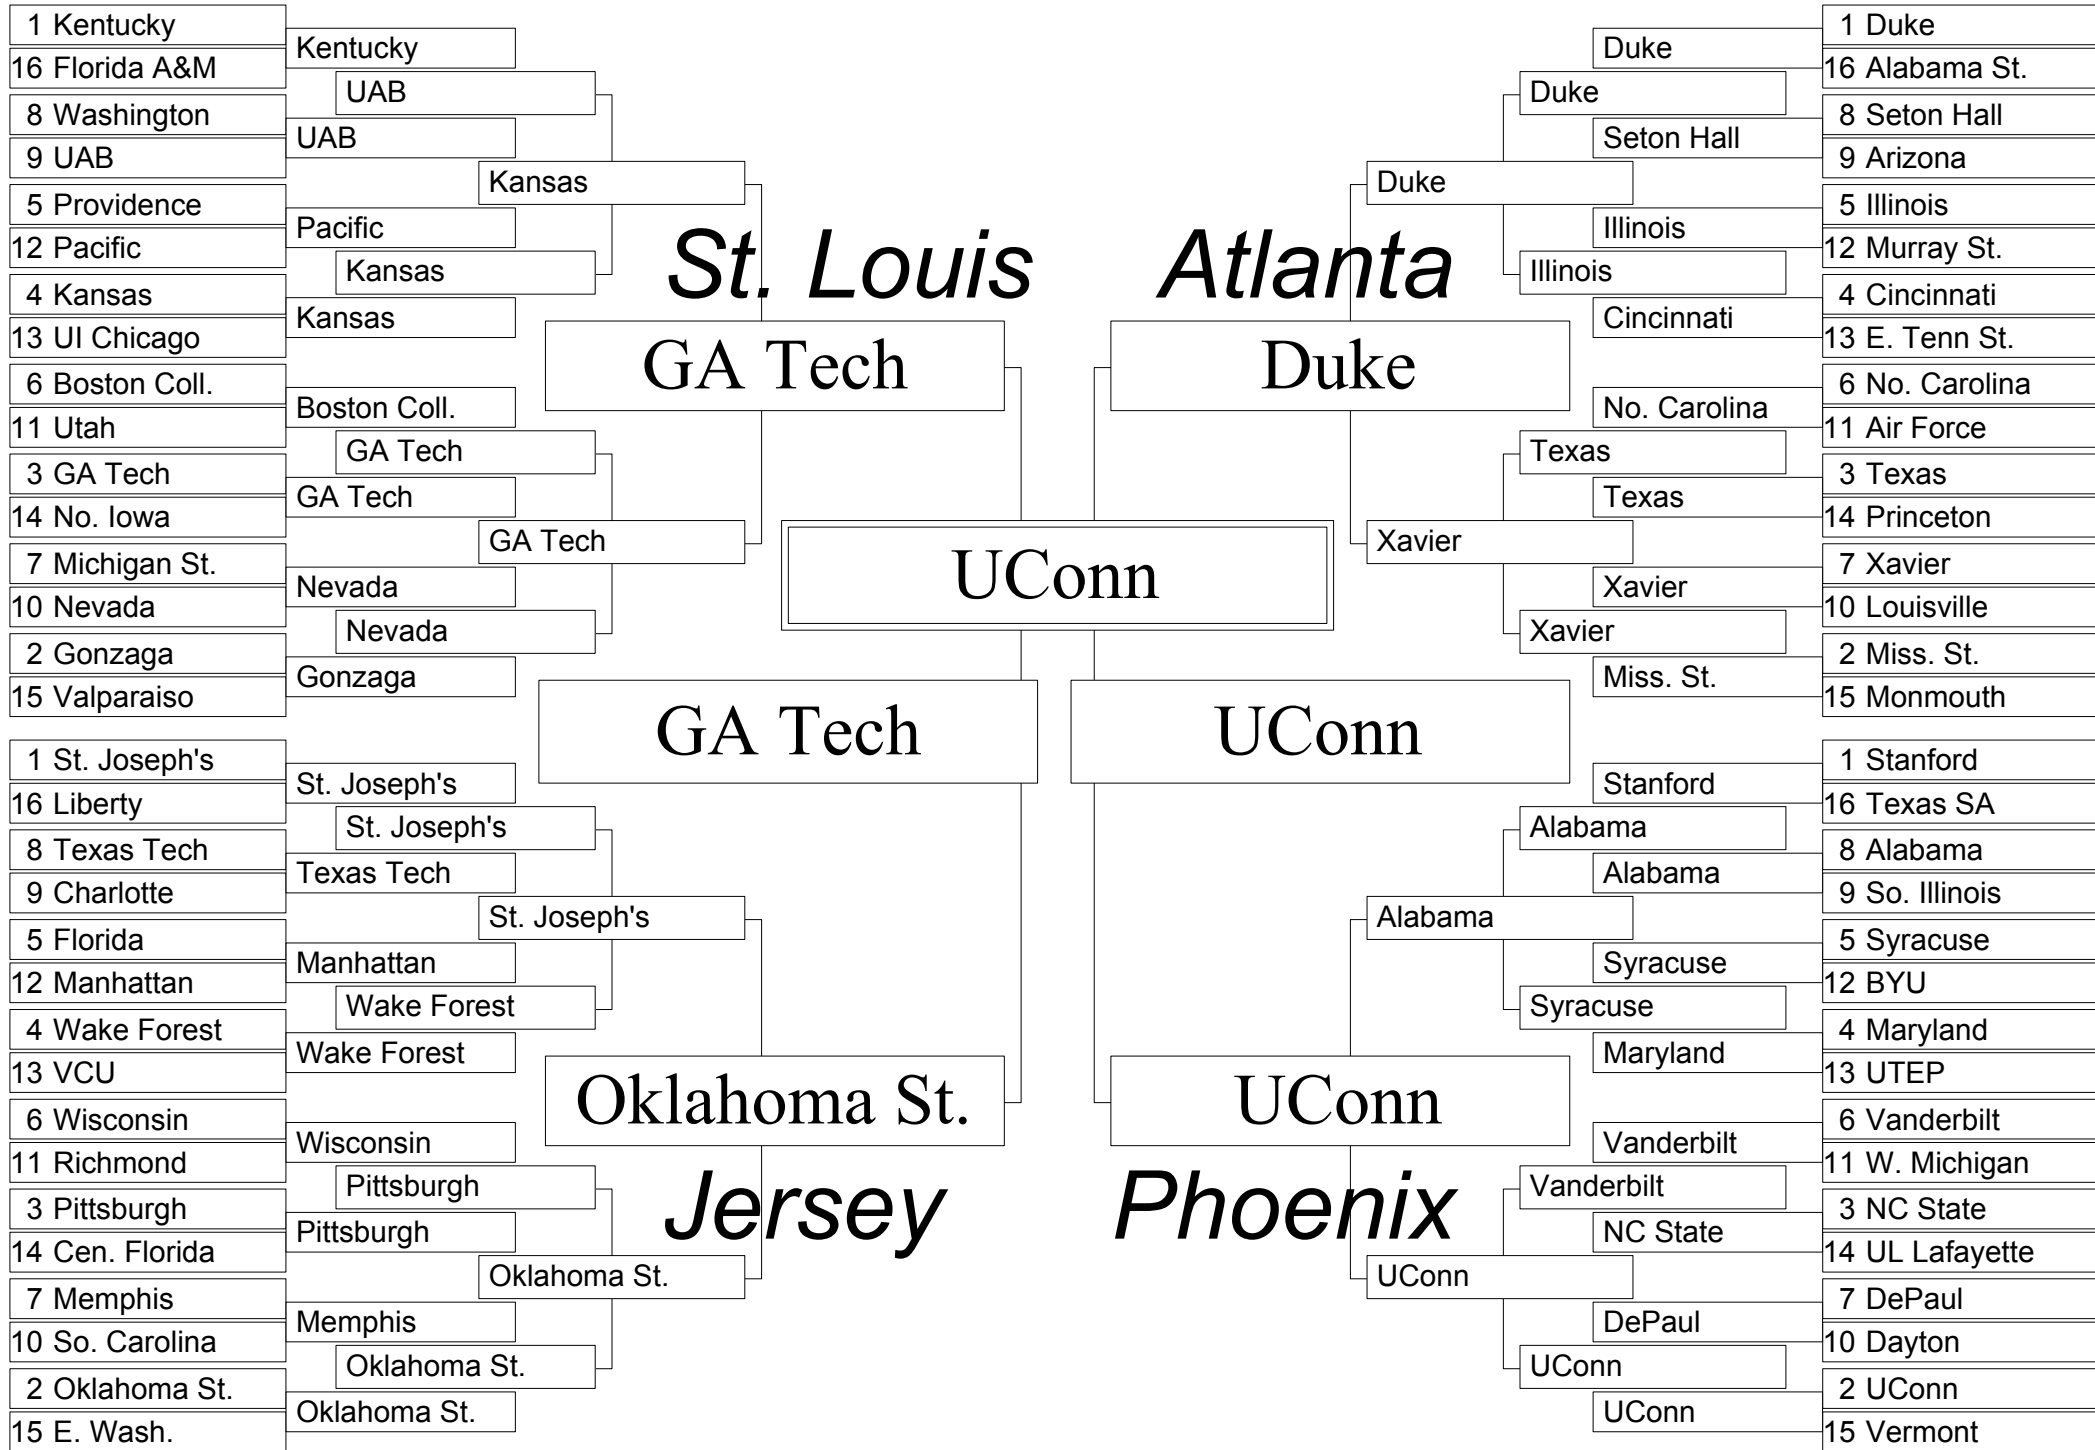 1 Kentucky
16 Florida A&M
8 Washington
9 UAB
5 Providence
12 Pacific
4 Kansas
13 UI Chicago
6 Boston Coll.
11 Utah
3 GA Tech
14 No. Iowa
7 Michigan St.
10 Nevada
2 Gonzaga
15 Valparaiso
Kentucky
UAB
Pacific
Kansas
Boston Coll.
GA Tech
Nevada
Gonzaga
UAB
Kansas
GA Tech
Nevada
Kansas
GA Tech
St. Louis
GA Tech
1 St. Joseph's
16 Liberty
8 Texas Tech
9 Charlotte
5 Florida
12 Manhattan
4 Wake Forest
13 VCU
6 Wisconsin
11 Richmond
3 Pittsburgh
14 Cen. Florida
7 Memphis
10 So. Carolina
2 Oklahoma St.
15 E. Wash.
St. Joseph's
Texas Tech
Manhattan
Wake Forest
Wisconsin
Pittsburgh
Memphis
Oklahoma St.
St. Joseph's
Wake Forest
Pittsburgh
Oklahoma St.
St. Joseph's
Oklahoma St.
Oklahoma St.
Jersey
GA Tech
UConn
UConn
Atlanta
Duke
Duke
Xavier
Duke
Illinois
Texas
Xavier
Duke
Seton Hall
Illinois
Cincinnati
No. Carolina
Texas
Xavier
Miss. St.
1 Duke
16 Alabama St.
8 Seton Hall
9 Arizona
5 Illinois
12 Murray St.
4 Cincinnati
13 E. Tenn St.
6 No. Carolina
11 Air Force
3 Texas
14 Princeton
7 Xavier
10 Louisville
2 Miss. St.
15 Monmouth
UConn
Phoenix
Alabama
UConn
Alabama
Syracuse
Vanderbilt
UConn
Stanford
Alabama
Syracuse
Maryland
Vanderbilt
NC State
DePaul
UConn
1 Stanford
16 Texas SA
8 Alabama
9 So. Illinois
5 Syracuse
12 BYU
4 Maryland
13 UTEP
6 Vanderbilt
11 W. Michigan
3 NC State
14 UL Lafayette
7 DePaul
10 Dayton
2 UConn
15 Vermont